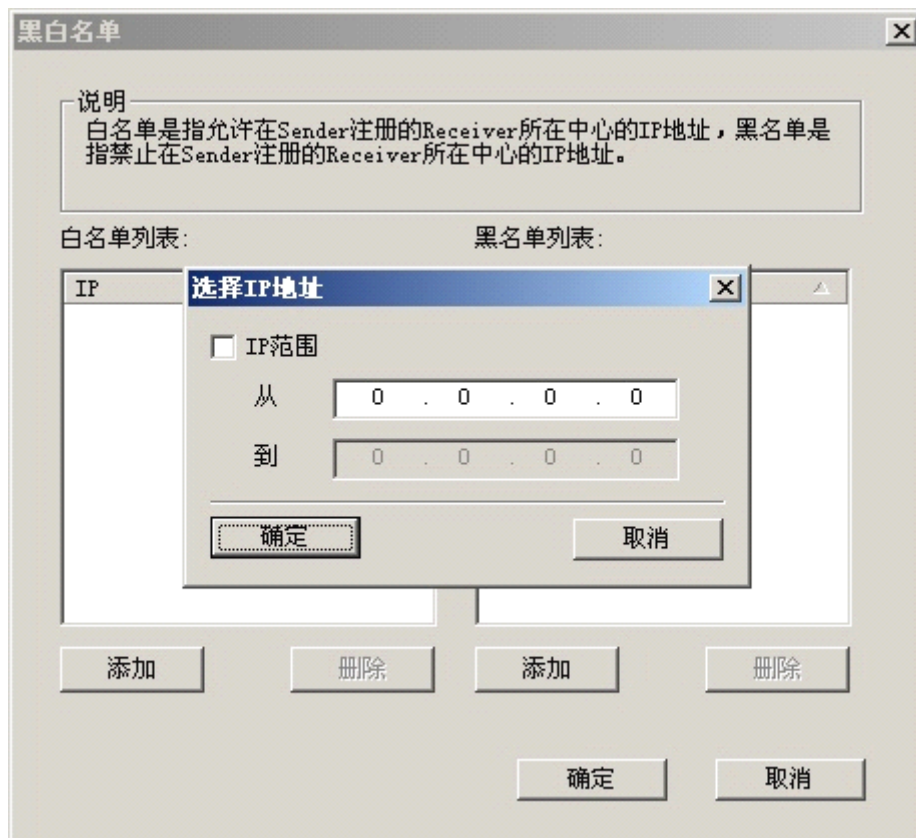 黑白名单
说明
白名单是指允许在Sender注册的Receiver所在中心的IP地址，黑名单是
指禁止在Sender注册的Receiver所在中心的IP地址。
白名单列表: 黑名单列表:
IP
选择IP地址
IP范围
从 0 . 0 . 0 . 0
到 0 . 0 . 0 . 0
确定 取消
添加 删除 添加 删除
确定 取消